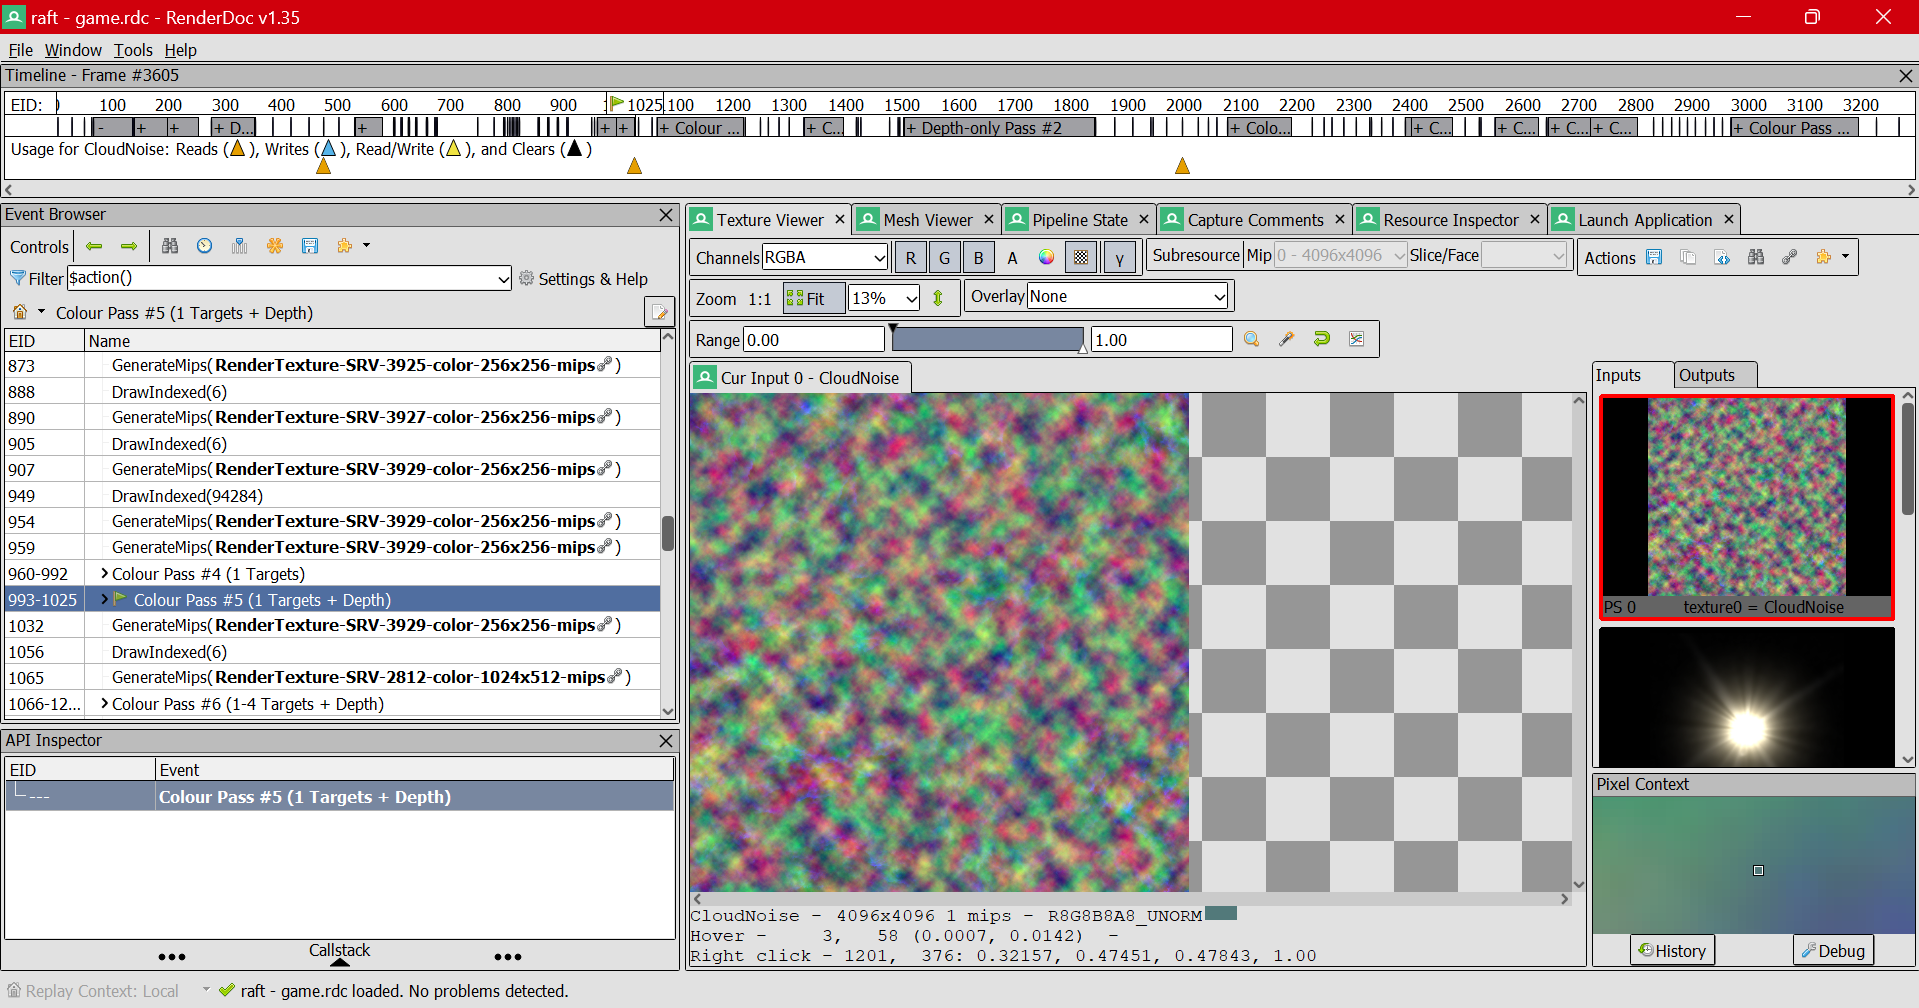 raft - game.rdc - RenderDoc v1.35
File Window Tools Help
Timeline - Frame #3605
EID: 100 200 300 400 500 600 700 800 900 1025 100 1200 1300 1400 1500 1600 1700 1800 1900 2000 2100 2200 2300 2400 2500 2600 2700 2800 2900 3000 3100 3200
- + + + D... + + + + Colour ... + C... + Depth-only Pass #2 + Colo... + C... + C... + C... + C... + Colour Pass ...
Usage for CloudNoise: Reads ( ), Writes ( ), Read/Write ( ), and Clears ( )
Event Browser
Controls
Filter $action() Settings & Help
Colour Pass #5 (1 Targets + Depth)
EID Name
873 GenerateMips(RenderTexture-SRV-3925-color-256x256-mips )
888 DrawIndexed(6)
890 GenerateMips(RenderTexture-SRV-3927-color-256x256-mips )
905 DrawIndexed(6)
907 GenerateMips(RenderTexture-SRV-3929-color-256x256-mips )
949 DrawIndexed(94284)
954 GenerateMips(RenderTexture-SRV-3929-color-256x256-mips )
959 GenerateMips(RenderTexture-SRV-3929-color-256x256-mips )
960-992 Colour Pass #4 (1 Targets)
993-1025 Colour Pass #5 (1 Targets + Depth)
1032 GenerateMips(RenderTexture-SRV-3929-color-256x256-mips )
1056 DrawIndexed(6)
1065 GenerateMips(RenderTexture-SRV-2812-color-1024x512-mips )
1066-12... Colour Pass #6 (1-4 Targets + Depth)
API Inspector
EID Event
--- Colour Pass #5 (1 Targets + Depth)
Callstack
Texture Viewer Mesh Viewer Pipeline State Capture Comments Resource Inspector Launch Application
Channels RGBA R G B A γ Subresource Mip 0 - 4096x4096 Slice/Face Actions
Zoom 1:1 Fit 13% Overlay None
Range 0.00 1.00
Cur Input 0 - CloudNoise
Inputs Outputs
PS 0 texture0 = CloudNoise
Pixel Context
History Debug
CloudNoise - 4096x4096 1 mips - R8G8B8A8_UNORM
Hover - 3, 58 (0.0007, 0.0142) -
Right click - 1201, 376: 0.32157, 0.47451, 0.47843, 1.00
Replay Context: Local raft - game.rdc loaded. No problems detected.